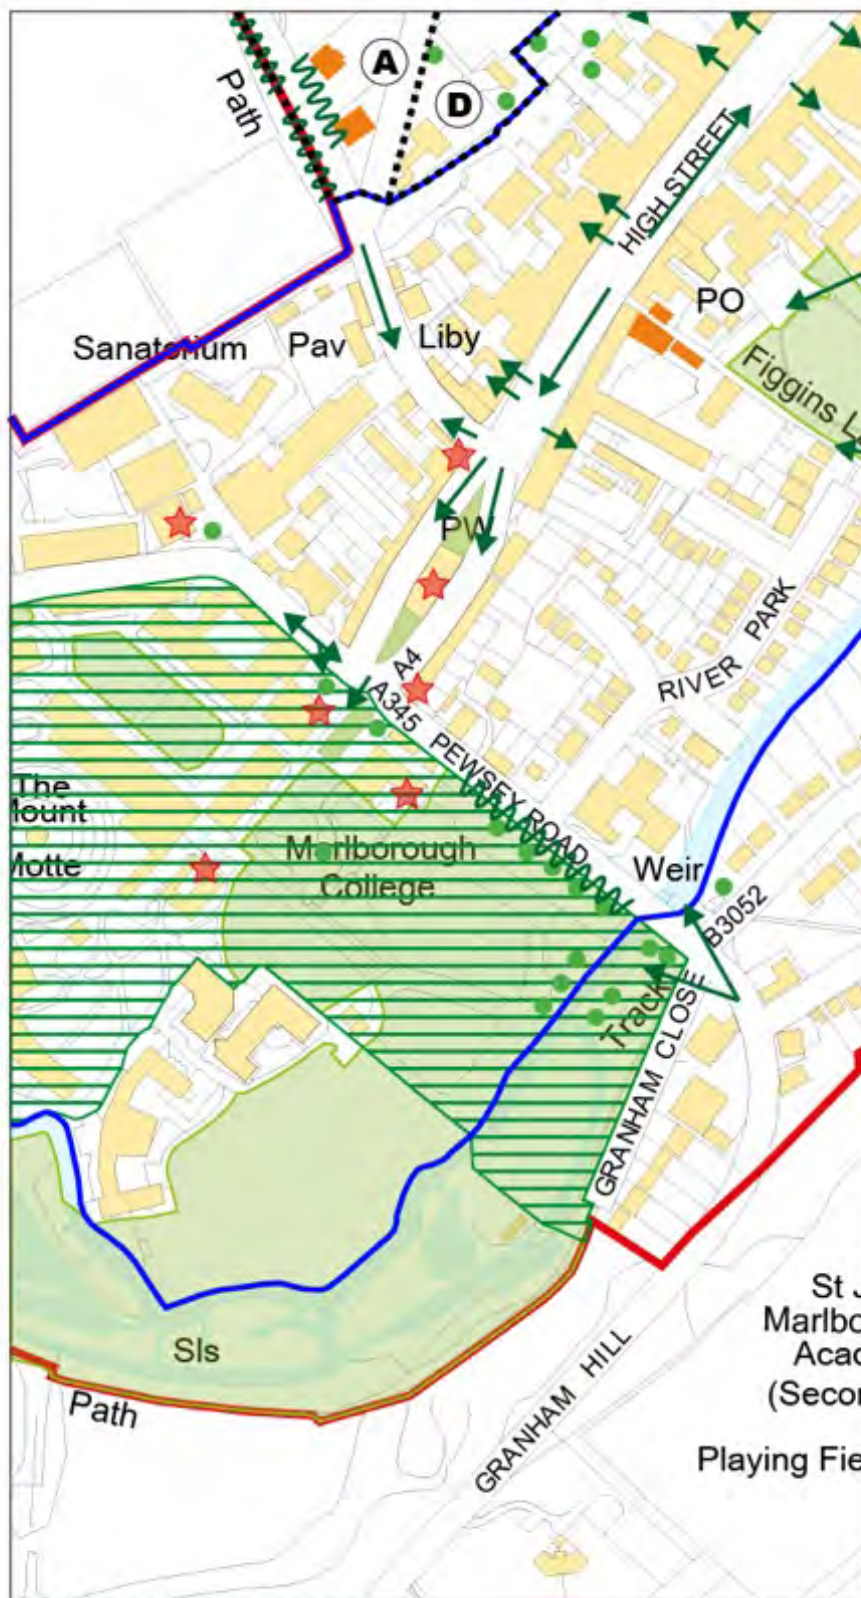 A
D
Path
HIGH STREET
PO
Sanatorium
Pav
Liby
Figgins
PW
RIVER PARK
A4
A345 PEWSEY ROAD
The
Mount
Motte
Marlborough
College
Weir
B3052
Track
GRANHAM CLOSE
St J
Marlbo
Acad
(Secon
Sls
Path
GRANHAM HILL
Playing Fie